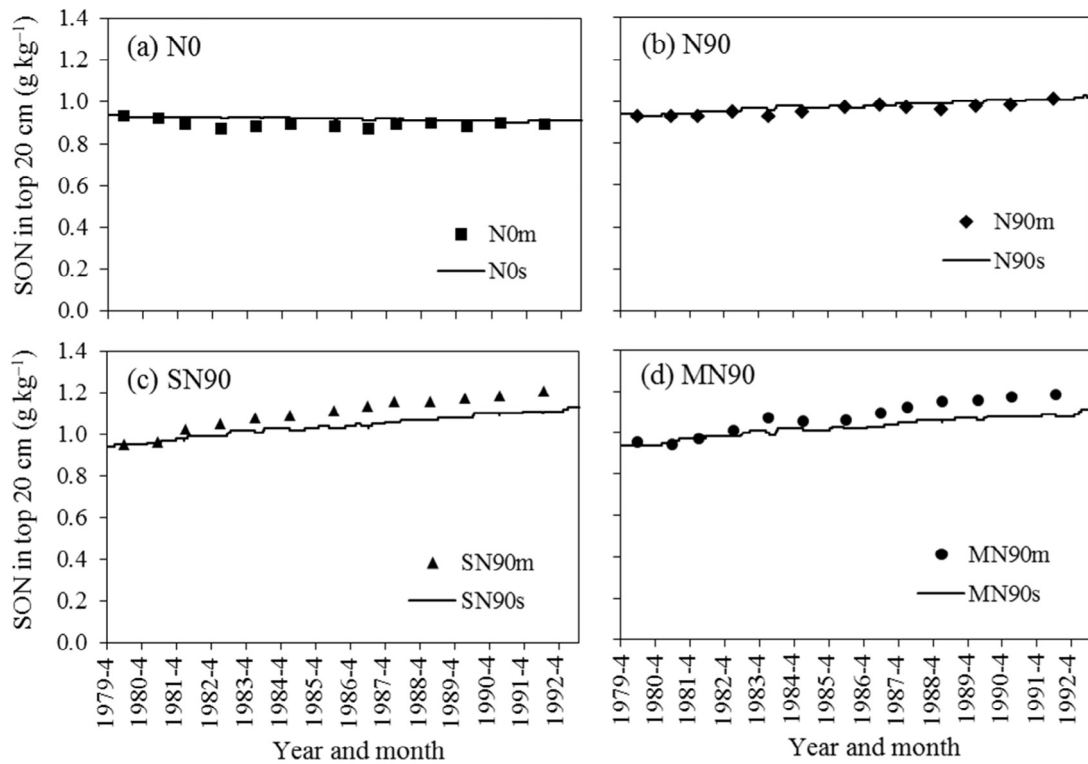 SON in top 20 cm (g kg⁻¹)
1.4
1.2
1.0
0.8
0.6
0.4
0.2
0.0
(a) N0
N0m
N0s
(b) N90
N90m
N90s
SON in top 20 cm (g kg⁻¹)
1.4
1.2
1.0
0.8
0.6
0.4
0.2
0.0
(c) SN90
SN90m
SN90s
(d) MN90
MN90m
MN90s
1979-4
1980-4
1981-4
1982-4
1983-4
1984-4
1985-4
1986-4
1987-4
1988-4
1989-4
1990-4
1991-4
1992-4
Year and month
1979-4
1980-4
1981-4
1982-4
1983-4
1984-4
1985-4
1986-4
1987-4
1988-4
1989-4
1990-4
1991-4
1992-4
Year and month